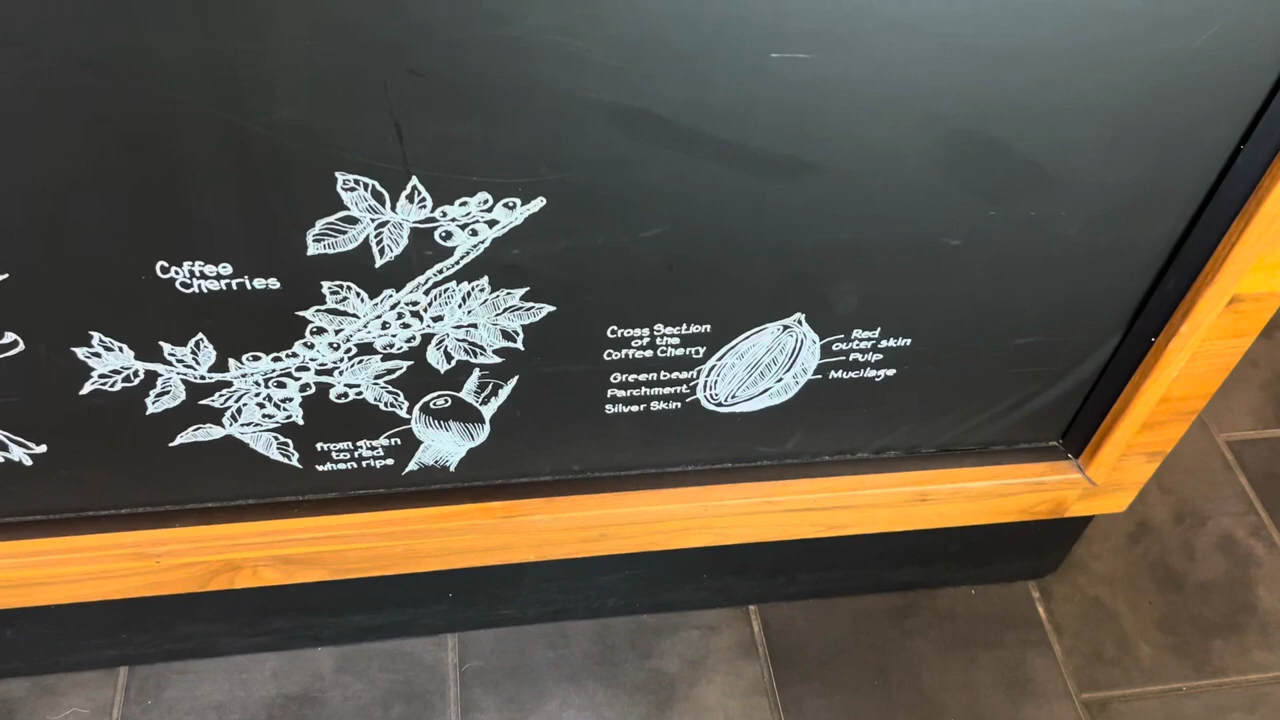 Coffee
Cherries
from green
to red
when ripe
Cross Section
of the
Coffee Cherry
Green bean
Parchment
Silver Skin
Red
outer skin
Pulp
Mucilage